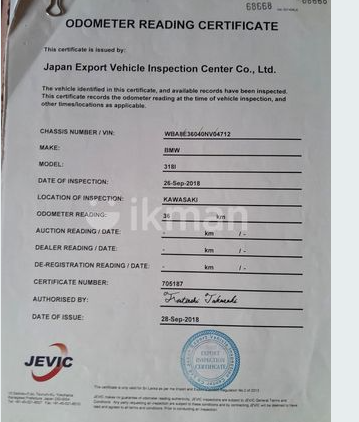 68668
68668
ODOMETER READING CERTIFICATE
This certificate is issued by:
Japan Export Vehicle Inspection Center Co., Ltd.
The vehicle identified in this certificate, and available records have been inspected.
This certificate records the odometer reading at the time of vehicle inspection, and
other times/locations as applicable.
CHASSIS NUMBER / VIN: WBA8E36040NV04712
MAKE: BMW
MODEL: 318I
DATE OF INSPECTION: 26-Sep-2018
LOCATION OF INSPECTION: KAWASAKI
ODOMETER READING: 36 km
ikman
AUCTION READING / DATE: - km / -
DEALER READING / DATE: - km / -
DE-REGISTRATION READING / DATE: - km / -
CERTIFICATE NUMBER: 705187
AUTHORISED BY:
DATE OF ISSUE: 28-Sep-2018
JEVIC
EXPORT
INSPECTION
CERTIFICATE